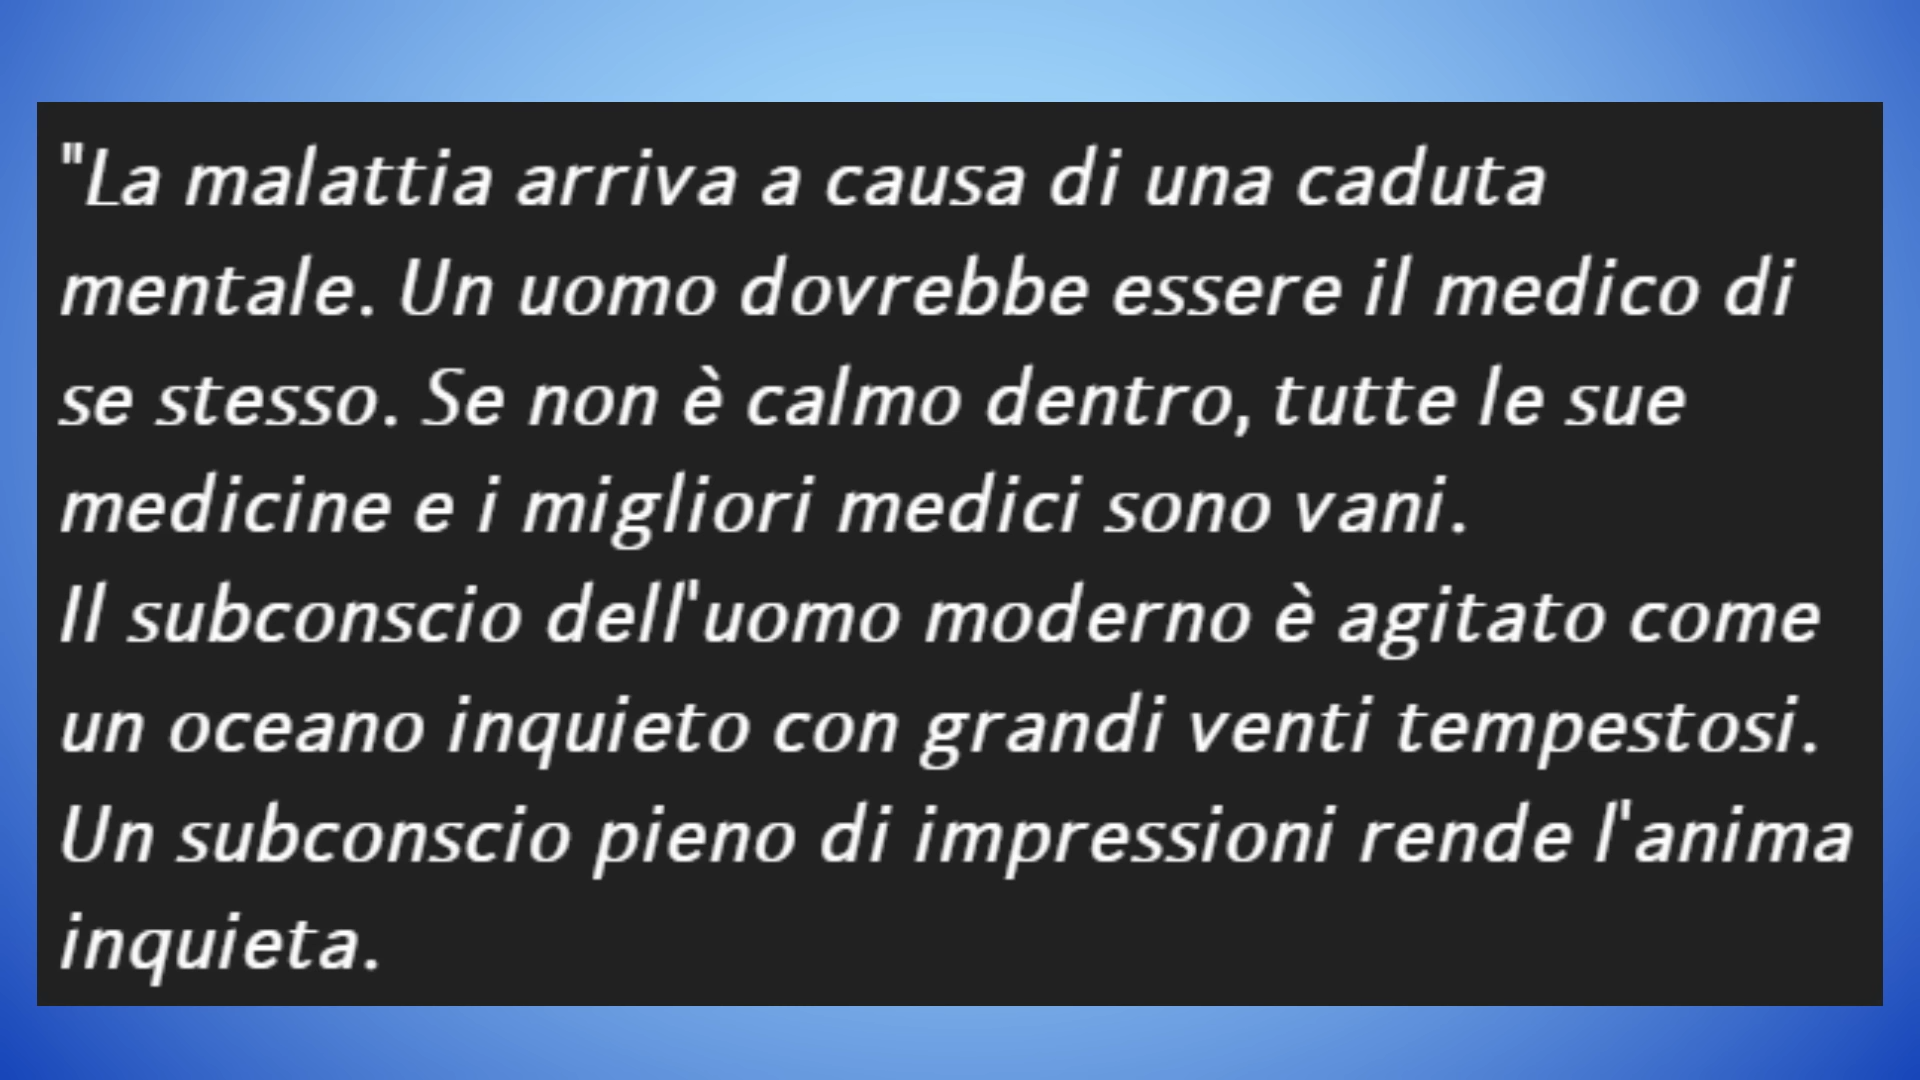 "La malattia arriva a causa di una caduta
mentale. Un uomo dovrebbe essere il medico di
se stesso. Se non è calmo dentro, tutte le sue
medicine e i migliori medici sono vani.
Il subconscio dell'uomo moderno è agitato come
un oceano inquieto con grandi venti tempestosi.
Un subconscio pieno di impressioni rende l'anima
inquieta.